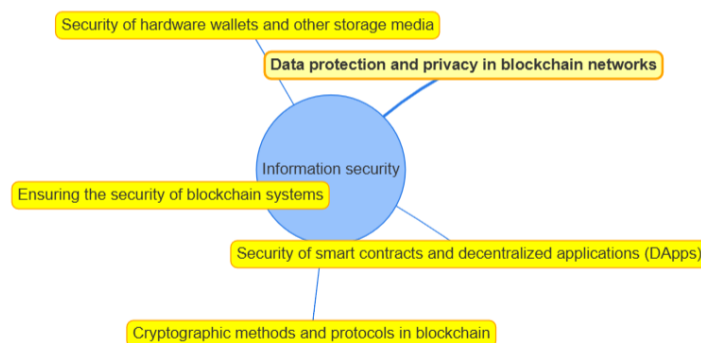 Security of hardware wallets and other storage media
Data protection and privacy in blockchain networks
Information security
Ensuring the security of blockchain systems
Security of smart contracts and decentralized applications (DApps)
Cryptographic methods and protocols in blockchain